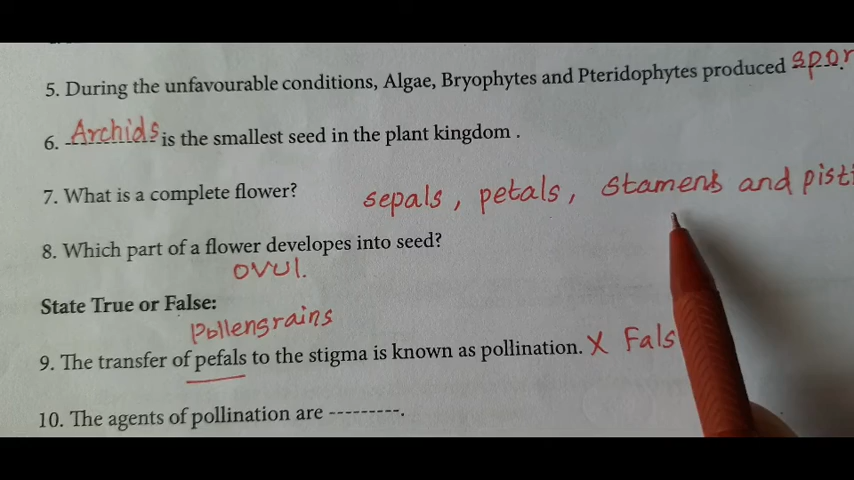 5. During the unfavourable conditions, Algae, Bryophytes and Pteridophytes produced spor
6. Archids is the smallest seed in the plant kingdom .
7. What is a complete flower? sepals, petals, stamens and pisti
8. Which part of a flower developes into seed?
ovul.
State True or False:
Pollengrains
9. The transfer of pefals to the stigma is known as pollination. X Fals
10. The agents of pollination are ---------.